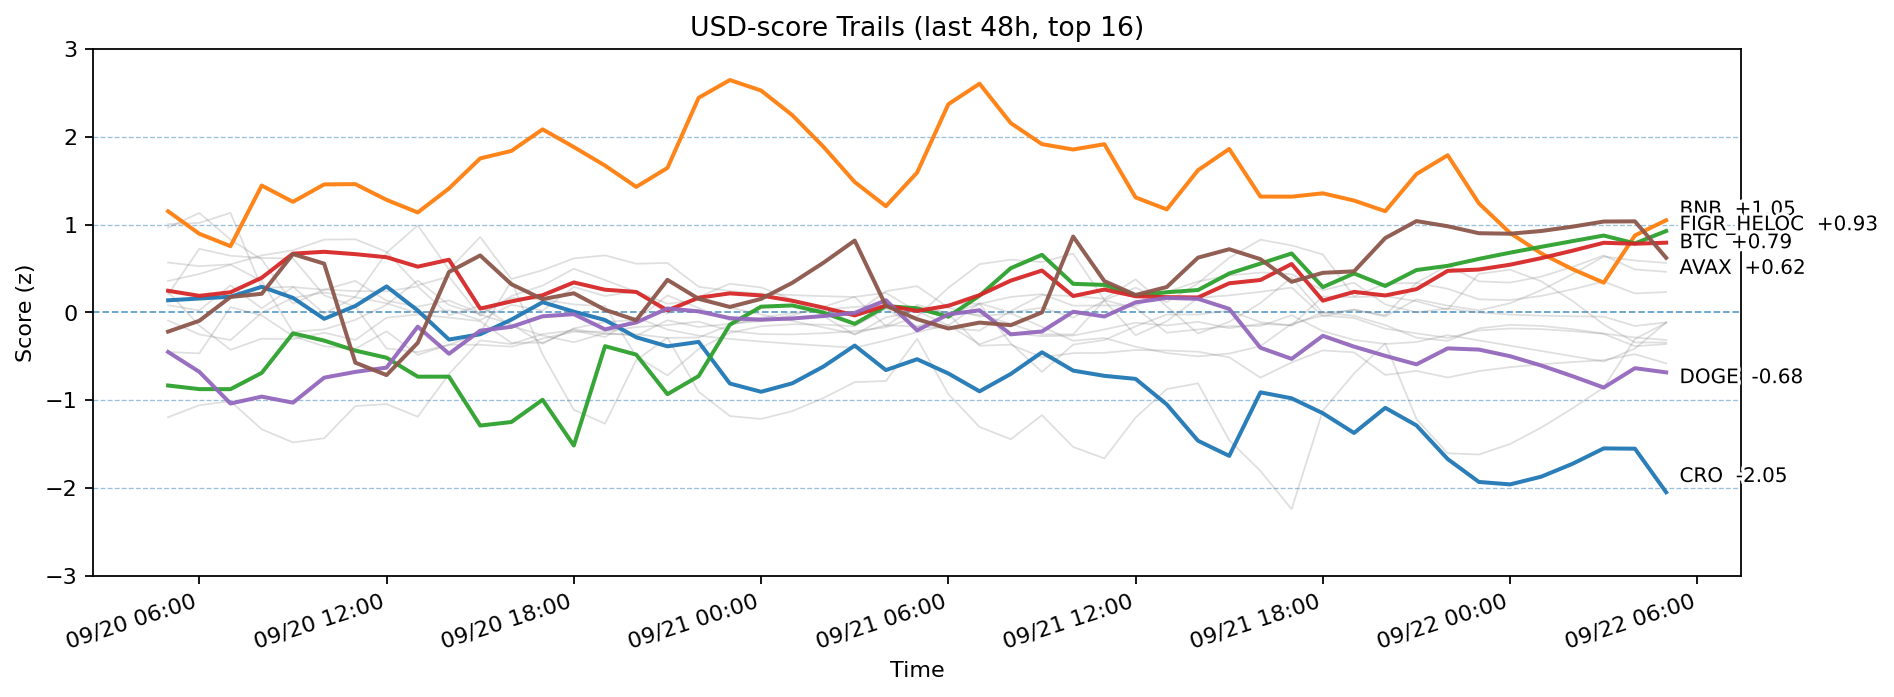 USD-score Trails (last 48h, top 16)
Score (z)
3
2
1
0
−1
−2
−3
BNB +1.05
FIGR_HELOC +0.93
BTC +0.79
AVAX +0.62
DOGE -0.68
CRO -2.05
09/20 06:00
09/20 12:00
09/20 18:00
09/21 00:00
09/21 06:00
09/21 12:00
09/21 18:00
09/22 00:00
09/22 06:00
Time